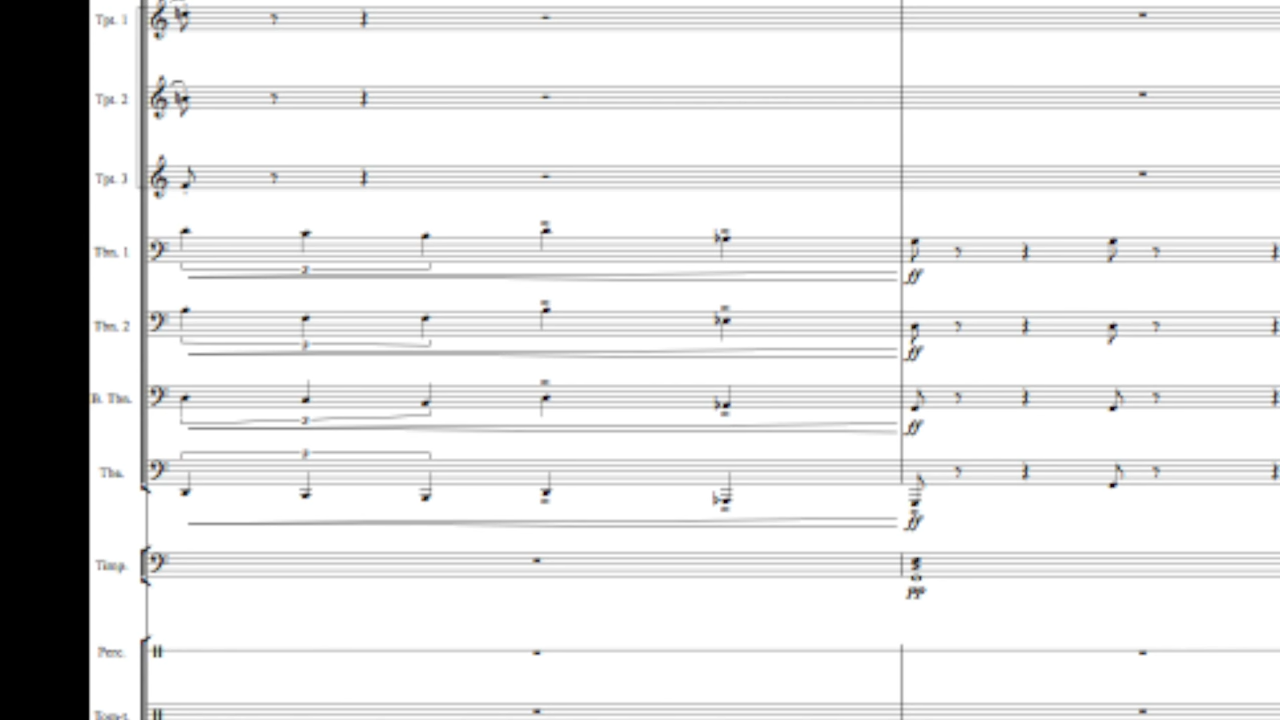 Tpt. 1
Tpt. 2
Tpt. 3
Tbn. 1
3
ff
Tbn. 2
3
ff
B. Tbn.
3
ff
Tba.
3
ff
Timp.
pp
Perc.